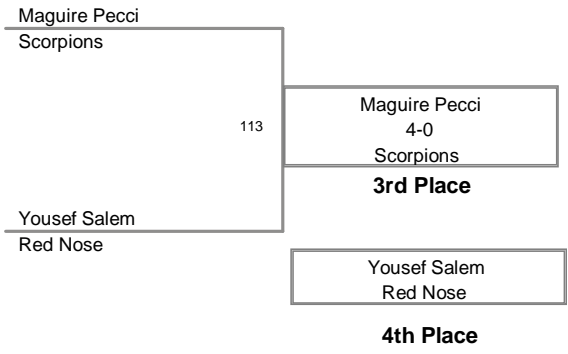 Maguire Pecci
Scorpions
113
Maguire Pecci
4-0
Scorpions
3rd Place
Yousef Salem
Red Nose
Yousef Salem
Red Nose
4th Place